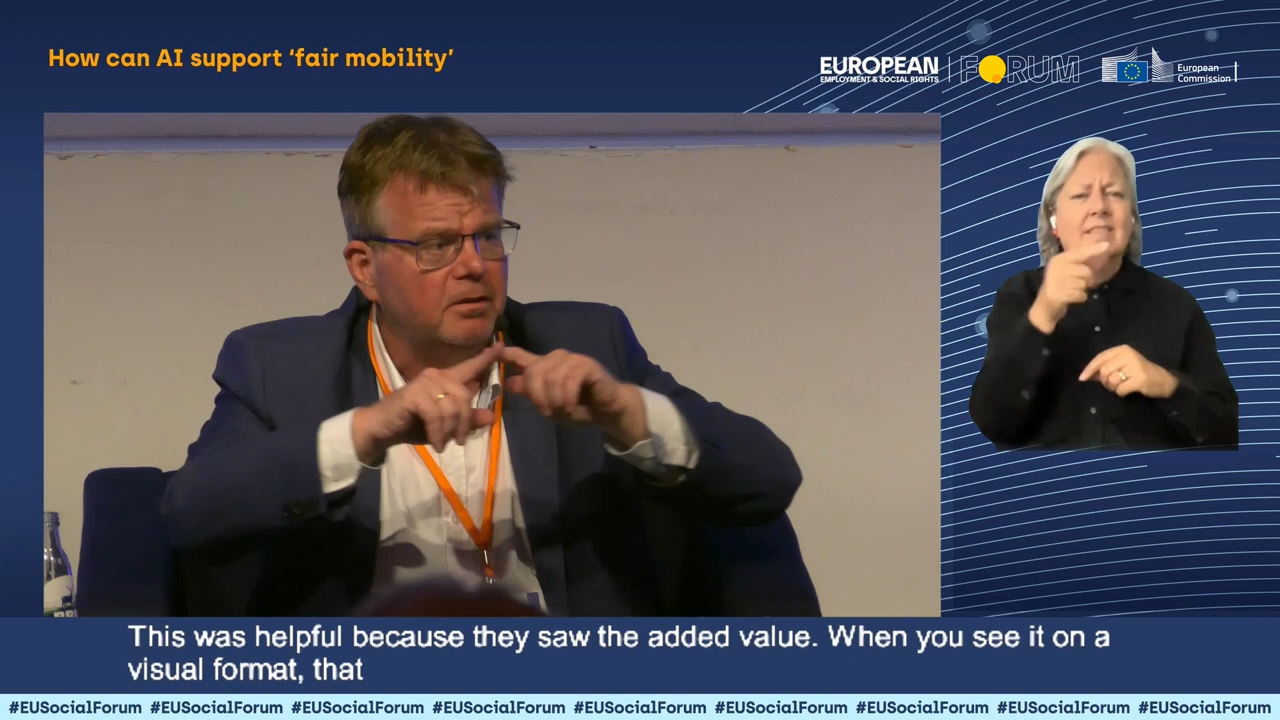 How can AI support ‘fair mobility’
EUROPEAN
EMPLOYMENT & SOCIAL RIGHTS
FORUM
European
Commission
This was helpful because they saw the added value. When you see it on a
visual format, that
#EUSocialForum #EUSocialForum #EUSocialForum #EUSocialForum #EUSocialForum #EUSocialForum #EUSocialForum #EUSocialForum #EUSocialForum